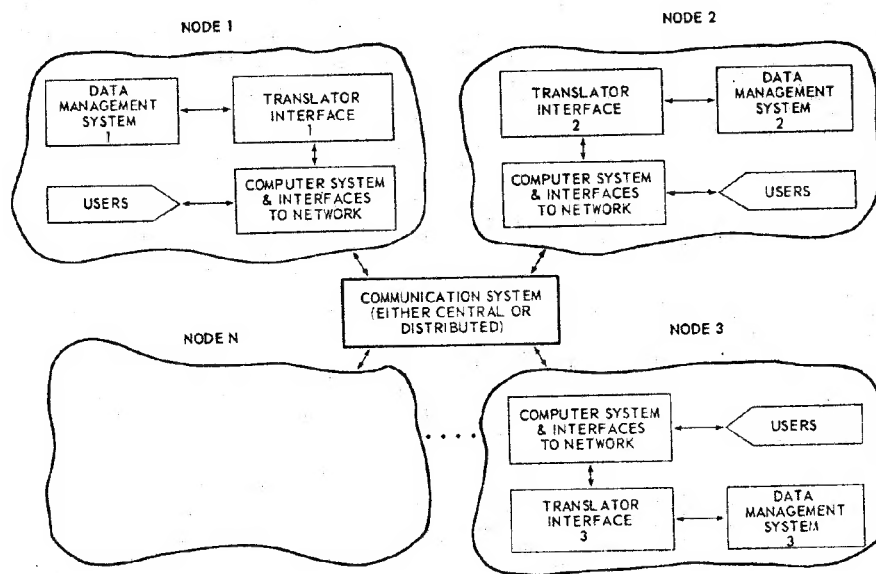 NODE 1
DATA
MANAGEMENT
SYSTEM
1
TRANSLATOR
INTERFACE
1
USERS
COMPUTER SYSTEM
& INTERFACES
TO NETWORK
NODE 2
TRANSLATOR
INTERFACE
2
DATA
MANAGEMENT
SYSTEM
2
COMPUTER SYSTEM
& INTERFACES
TO NETWORK
USERS
COMMUNICATION SYSTEM
(EITHER CENTRAL OR
DISTRIBUTED)
NODE N
NODE 3
COMPUTER SYSTEM
& INTERFACES
TO NETWORK
USERS
TRANSLATOR
INTERFACE
3
DATA
MANAGEMENT
SYSTEM
3